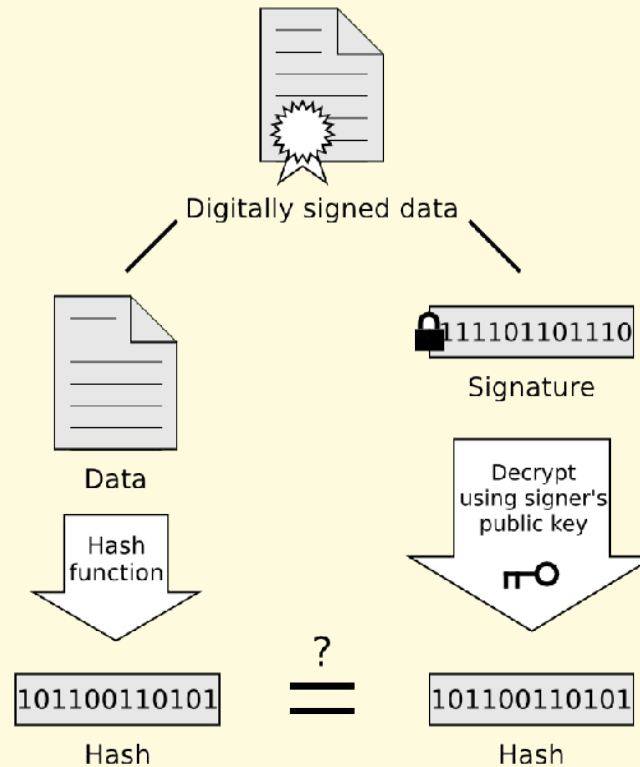 Digitally signed data
111101101110
Signature
Data
Decrypt
using signer's
public key
Hash
function
?
101100110101
=
101100110101
Hash
Hash